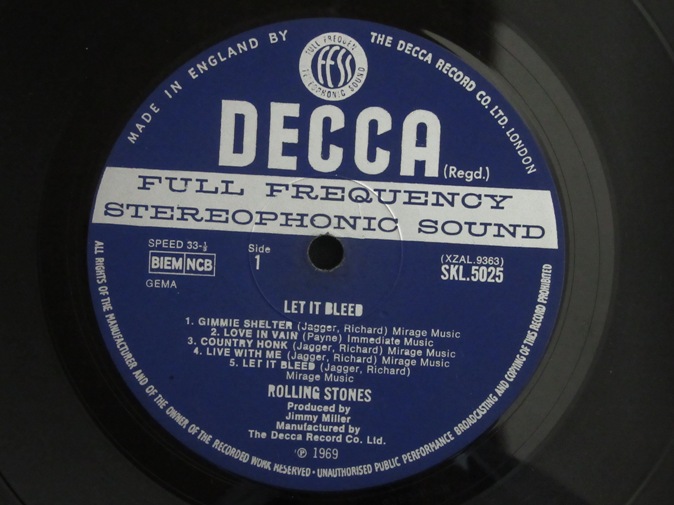 MADE IN ENGLAND BY
THE DECCA RECORD CO. LTD. LONDON
FULL FREQUENCY
STEREOPHONIC SOUND
FFSS
DECCA
(Regd.)
FULL FREQUENCY
STEREOPHONIC SOUND
SPEED 33-⅓
BIEM NCB
GEMA
Side
1
(XZAL.9363)
SKL.5025
LET IT BLEED
1. GIMMIE SHELTER (Jagger, Richard) Mirage Music
2. LOVE IN VAIN (Payne) Immediate Music
3. COUNTRY HONK (Jagger, Richard) Mirage Music
4. LIVE WITH ME (Jagger, Richard) Mirage Music
5. LET IT BLEED (Jagger, Richard)
Mirage Music
ROLLING STONES
Produced by
Jimmy Miller
Manufactured by
The Decca Record Co. Ltd.
℗ 1969
ALL RIGHTS OF THE MANUFACTURER AND OF THE OWNER OF THE RECORDED WORK RESERVED · UNAUTHORISED PUBLIC PERFORMANCE BROADCASTING AND COPYING OF THIS RECORD PROHIBITED